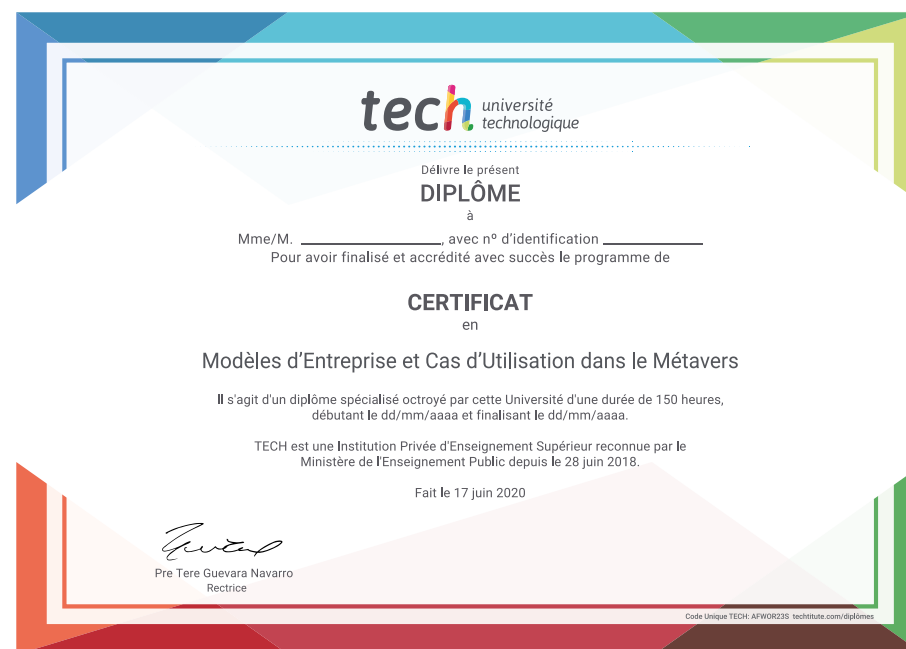 tech université
technologique
Délivre le présent
DIPLÔME
à
Mme/M. ____________________, avec nº d'identification ______________
Pour avoir finalisé et accrédité avec succès le programme de
CERTIFICAT
en
Modèles d'Entreprise et Cas d'Utilisation dans le Métavers
Il s'agit d'un diplôme spécialisé octroyé par cette Université d'une durée de 150 heures,
débutant le dd/mm/aaaa et finalisant le dd/mm/aaaa.
TECH est une Institution Privée d'Enseignement Supérieur reconnue par le
Ministère de l'Enseignement Public depuis le 28 juin 2018.
Fait le 17 juin 2020
Pre Tere Guevara Navarro
Rectrice
Code Unique TECH: AFWOR23S techtitute.com/diplômes